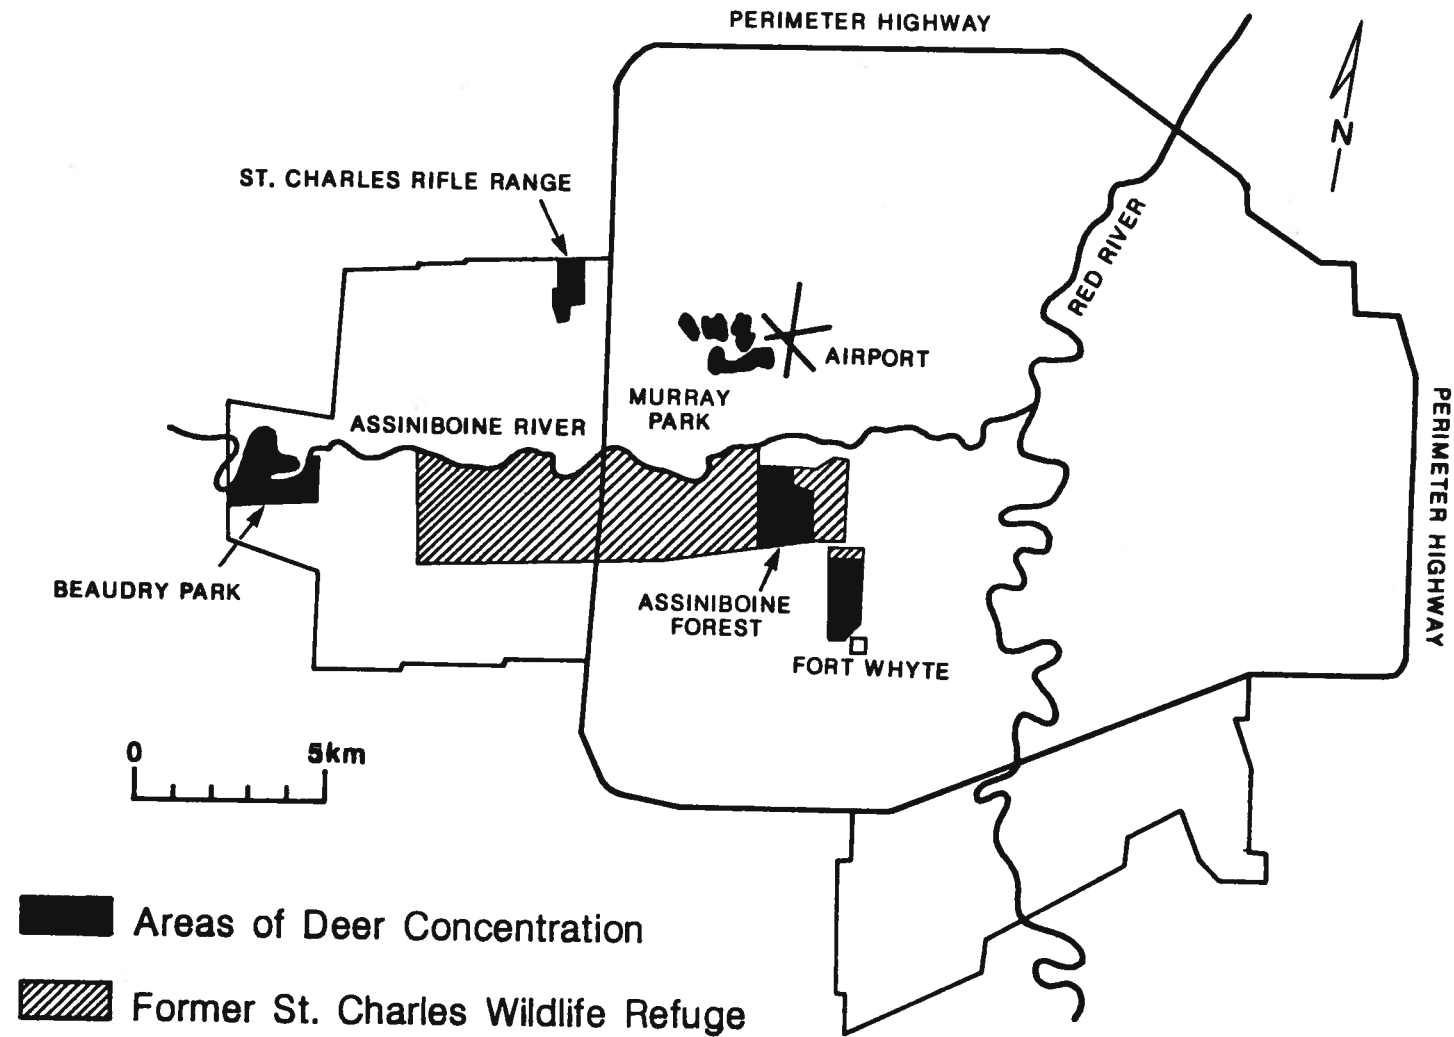 PERIMETER HIGHWAY
N
ST. CHARLES RIFLE RANGE
RED RIVER
AIRPORT
MURRAY
PARK
ASSINIBOINE RIVER
PERIMETER HIGHWAY
BEAUDRY PARK
ASSINIBOINE
FOREST
FORT WHYTE
0 5km
Areas of Deer Concentration
Former St. Charles Wildlife Refuge